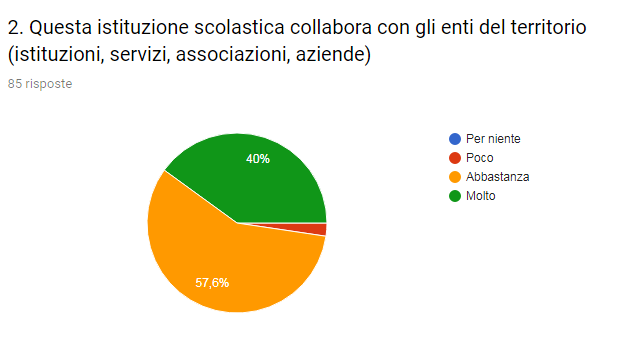 2. Questa istituzione scolastica collabora con gli enti del territorio
(istituzioni, servizi, associazioni, aziende)
85 risposte
40%
57,6%
Per niente
Poco
Abbastanza
Molto